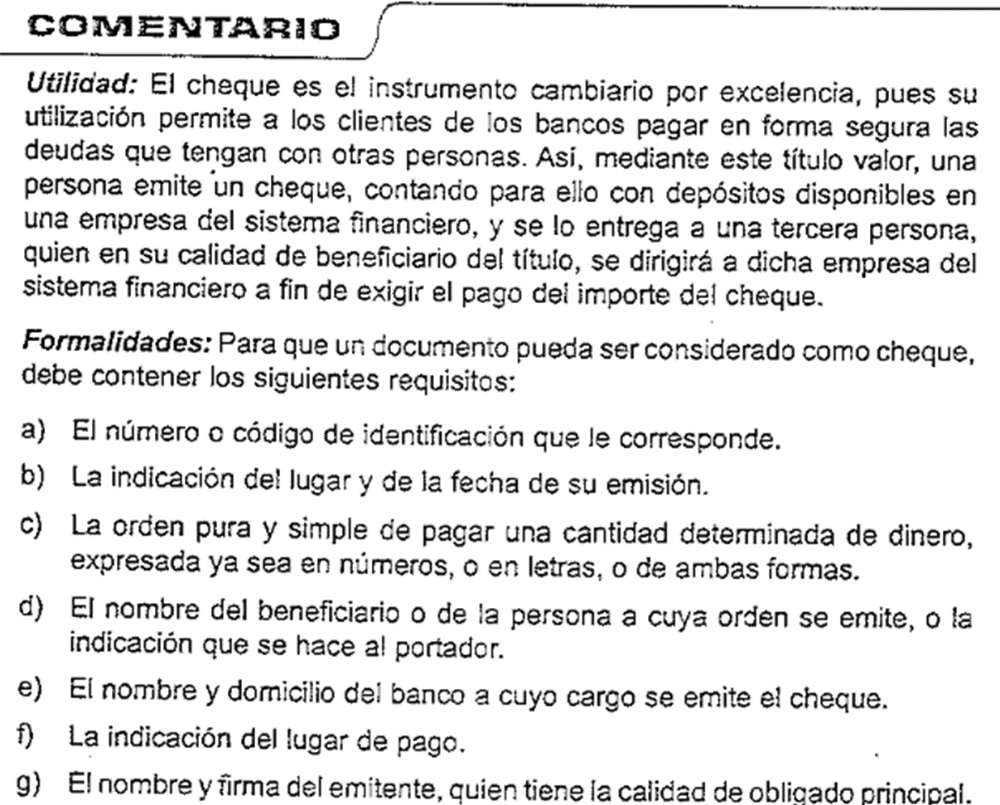 COMENTARIO
Utilidad: El cheque es el instrumento cambiario por excelencia, pues su
utilización permite a los clientes de los bancos pagar en forma segura las
deudas que tengan con otras personas. Así, mediante este título valor, una
persona emite un cheque, contando para ello con depósitos disponibles en
una empresa del sistema financiero, y se lo entrega a una tercera persona,
quien en su calidad de beneficiario del título, se dirigirá a dicha empresa del
sistema financiero a fin de exigir el pago del importe del cheque.
Formalidades: Para que un documento pueda ser considerado como cheque,
debe contener los siguientes requisitos:
a) El número o código de identificación que le corresponde.
b) La indicación del lugar y de la fecha de su emisión.
c) La orden pura y simple de pagar una cantidad determinada de dinero,
expresada ya sea en números, o en letras, o de ambas formas.
d) El nombre del beneficiario o de la persona a cuya orden se emite, o la
indicación que se hace al portador.
e) El nombre y domicilio del banco a cuyo cargo se emite el cheque.
f) La indicación del lugar de pago.
g) El nombre y firma del emitente, quien tiene la calidad de obligado principal.